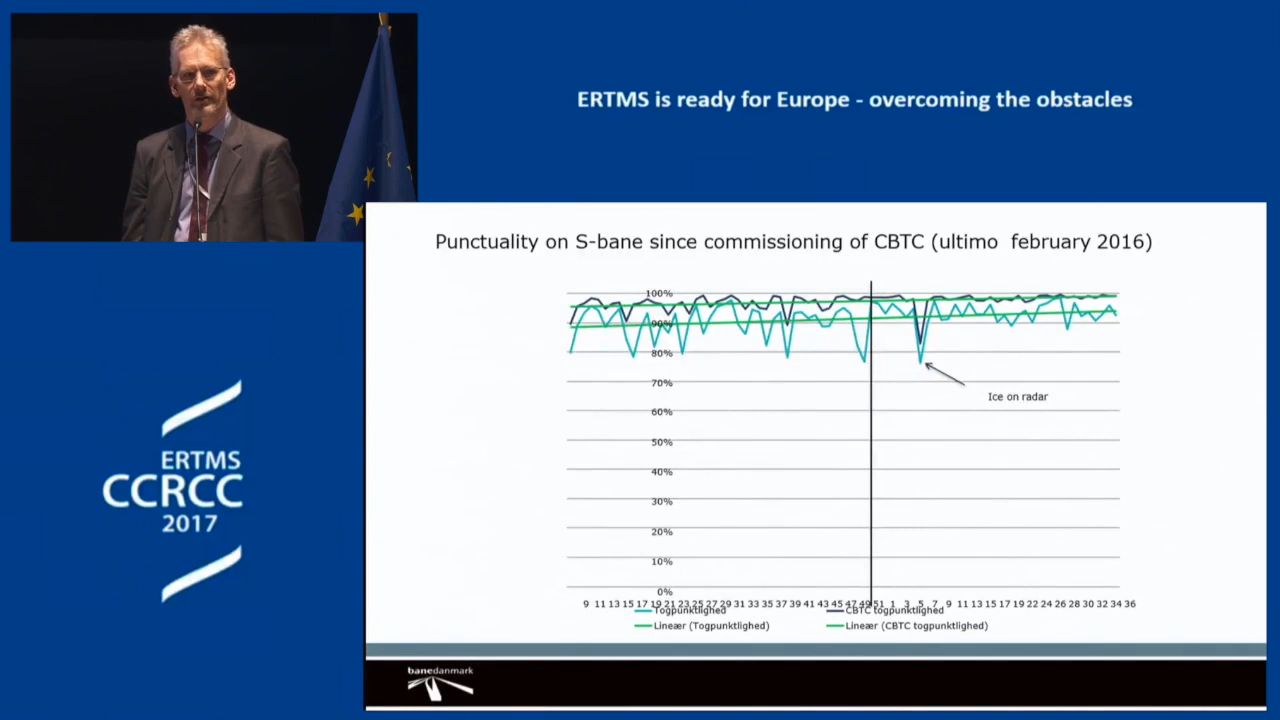 ERTMS is ready for Europe - overcoming the obstacles
Punctuality on S-bane since commissioning of CBTC (ultimo february 2016)
100%
90%
80%
70%
60%
50%
40%
30%
20%
10%
0%
Ice on radar
9 11 13 15 17 19 21 23 25 27 29 31 33 35 37 39 41 43 45 47 49 51 1 3 5 7 9 11 13 15 17 19 21 23 24 26 28 30 32 34 36
Togpunktlighed CBTC togpunktlighed
Lineær (Togpunktlighed) Lineær (CBTC togpunktlighed)
ERTMS
CCRCC
2017
banedanmark